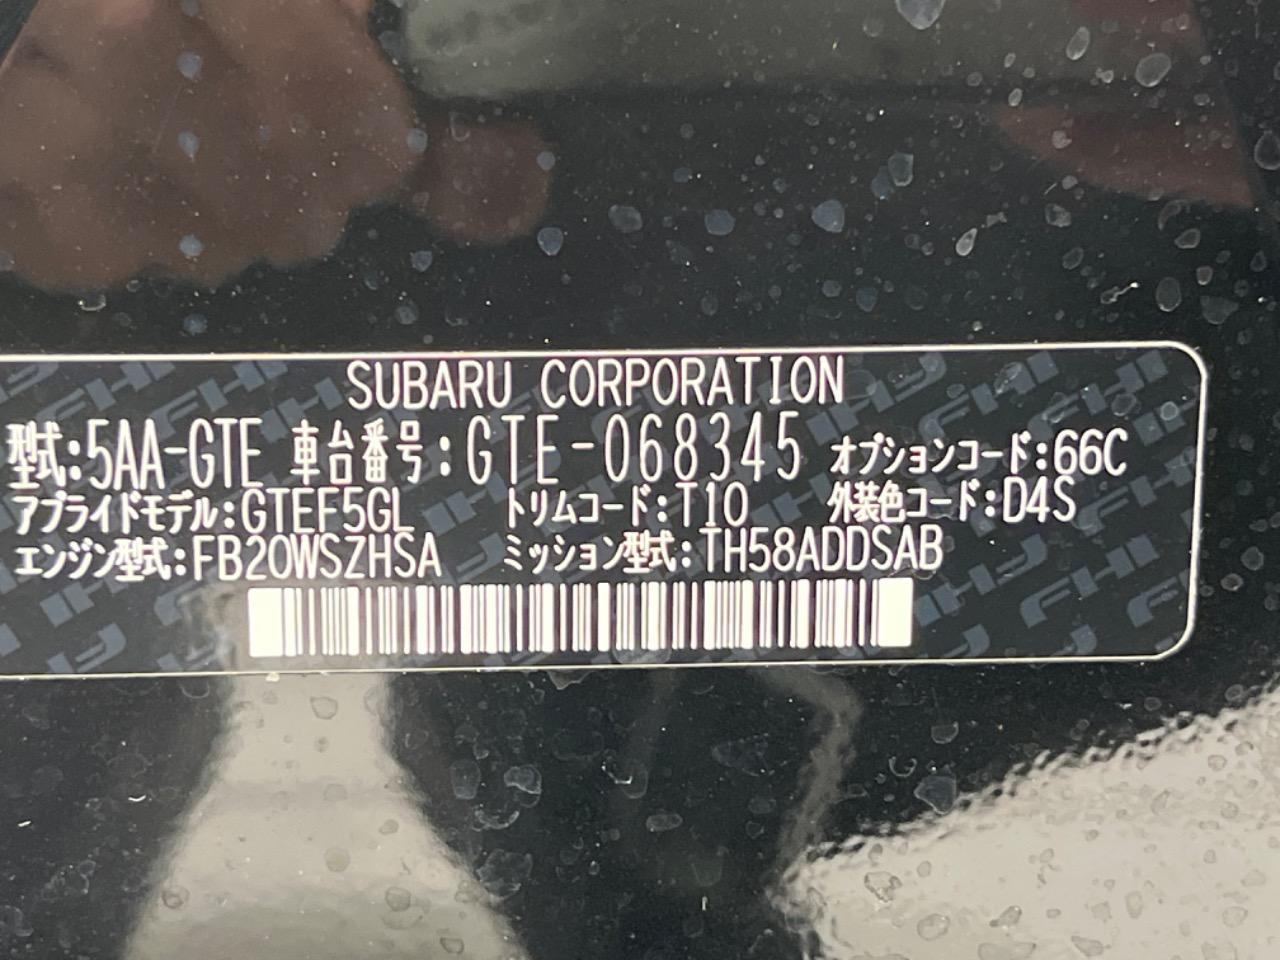 SUBARU CORPORATION
型式:5AA-GTE 車台番号:GTE-068345 オプションコード:66C
アプライドモデル:GTEF5GL トリムコード:T10 外装色コード:D4S
エンジン型式:FB20WSZHSA ミッション型式:TH58ADDSAB